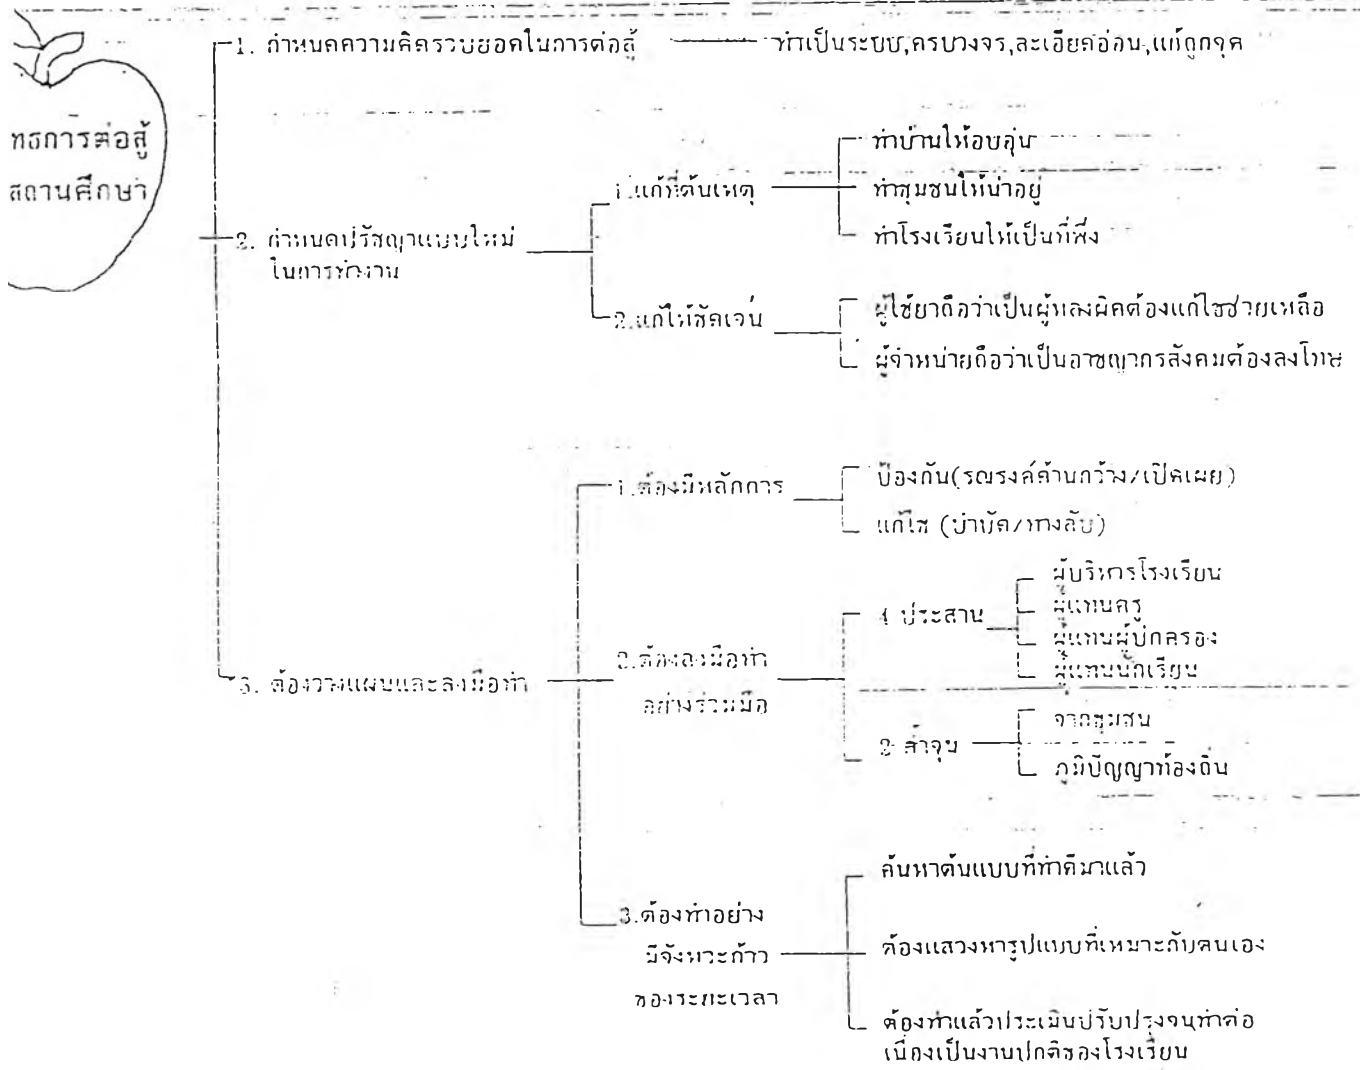 ทธการต่อสู้
สถานศึกษา
1. กำหนดความคิดรวบยอดในการต่อสู้
ทำเป็นระบบ,ครบวงจร,ละเอียดอ่อน,แก้ถูกจุด
2. กำหนดปรัชญาแบบใหม่
ในการทำงาน
1.แก้ที่ต้นเหตุ
ทำบ้านให้อบอุ่น
ทำชุมชนให้น่าอยู่
ทำโรงเรียนให้เป็นที่พึ่ง
2.แก้ให้ชัดเจน
ผู้ใช้ยาถือว่าเป็นผู้หลงผิดต้องแก้ไขช่วยเหลือ
ผู้จำหน่ายถือว่าเป็นอาชญากรสังคมต้องลงโทษ
3. ต้องวางแผนและลงมือทำ
1.ต้องมีหลักการ
ป้องกัน(รณรงค์ด้านกว้าง/เปิดเผย)
แก้ไข (บำบัด/ทางลับ)
2.ต้องลงมือทำ
อย่างร่วมมือ
4 ประสาน
ผู้บริหารโรงเรียน
ผู้แทนครู
ผู้แทนผู้ปกครอง
ผู้แทนนักเรียน
2 ค้ำจุน
จากชุมชน
ภูมิปัญญาท้องถิ่น
3.ต้องทำอย่าง
มีจังหวะก้าว
ของระยะเวลา
ค้นหาต้นแบบที่ทำดีมาแล้ว
ต้องแสวงหารูปแบบที่เหมาะกับตนเอง
ต้องทำแล้วประเมินปรับปรุงจนทำต่อ
เนื่องเป็นงานปกติของโรงเรียน